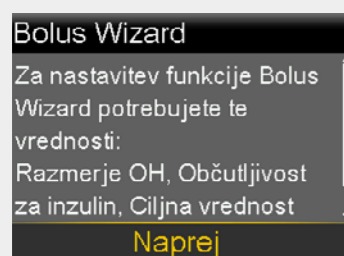 Bolus Wizard
Za nastavitev funkcije Bolus
Wizard potrebujete te
vrednosti:
Razmerje OH, Občutljivost
za inzulin, Ciljna vrednost
Naprej